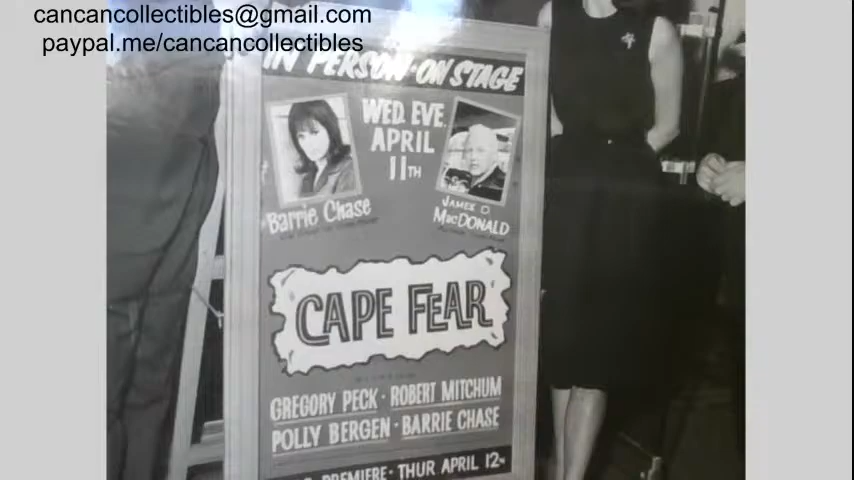 cancancollectibles@gmail.com
paypal.me/cancancollectibles
IN PERSON-ON STAGE
WED. EVE.
APRIL
11TH
Barrie Chase
JAMES O
MacDONALD
CAPE FEAR
GREGORY PECK · ROBERT MITCHUM
POLLY BERGEN · BARRIE CHASE
PREMIERE · THUR APRIL 12TH